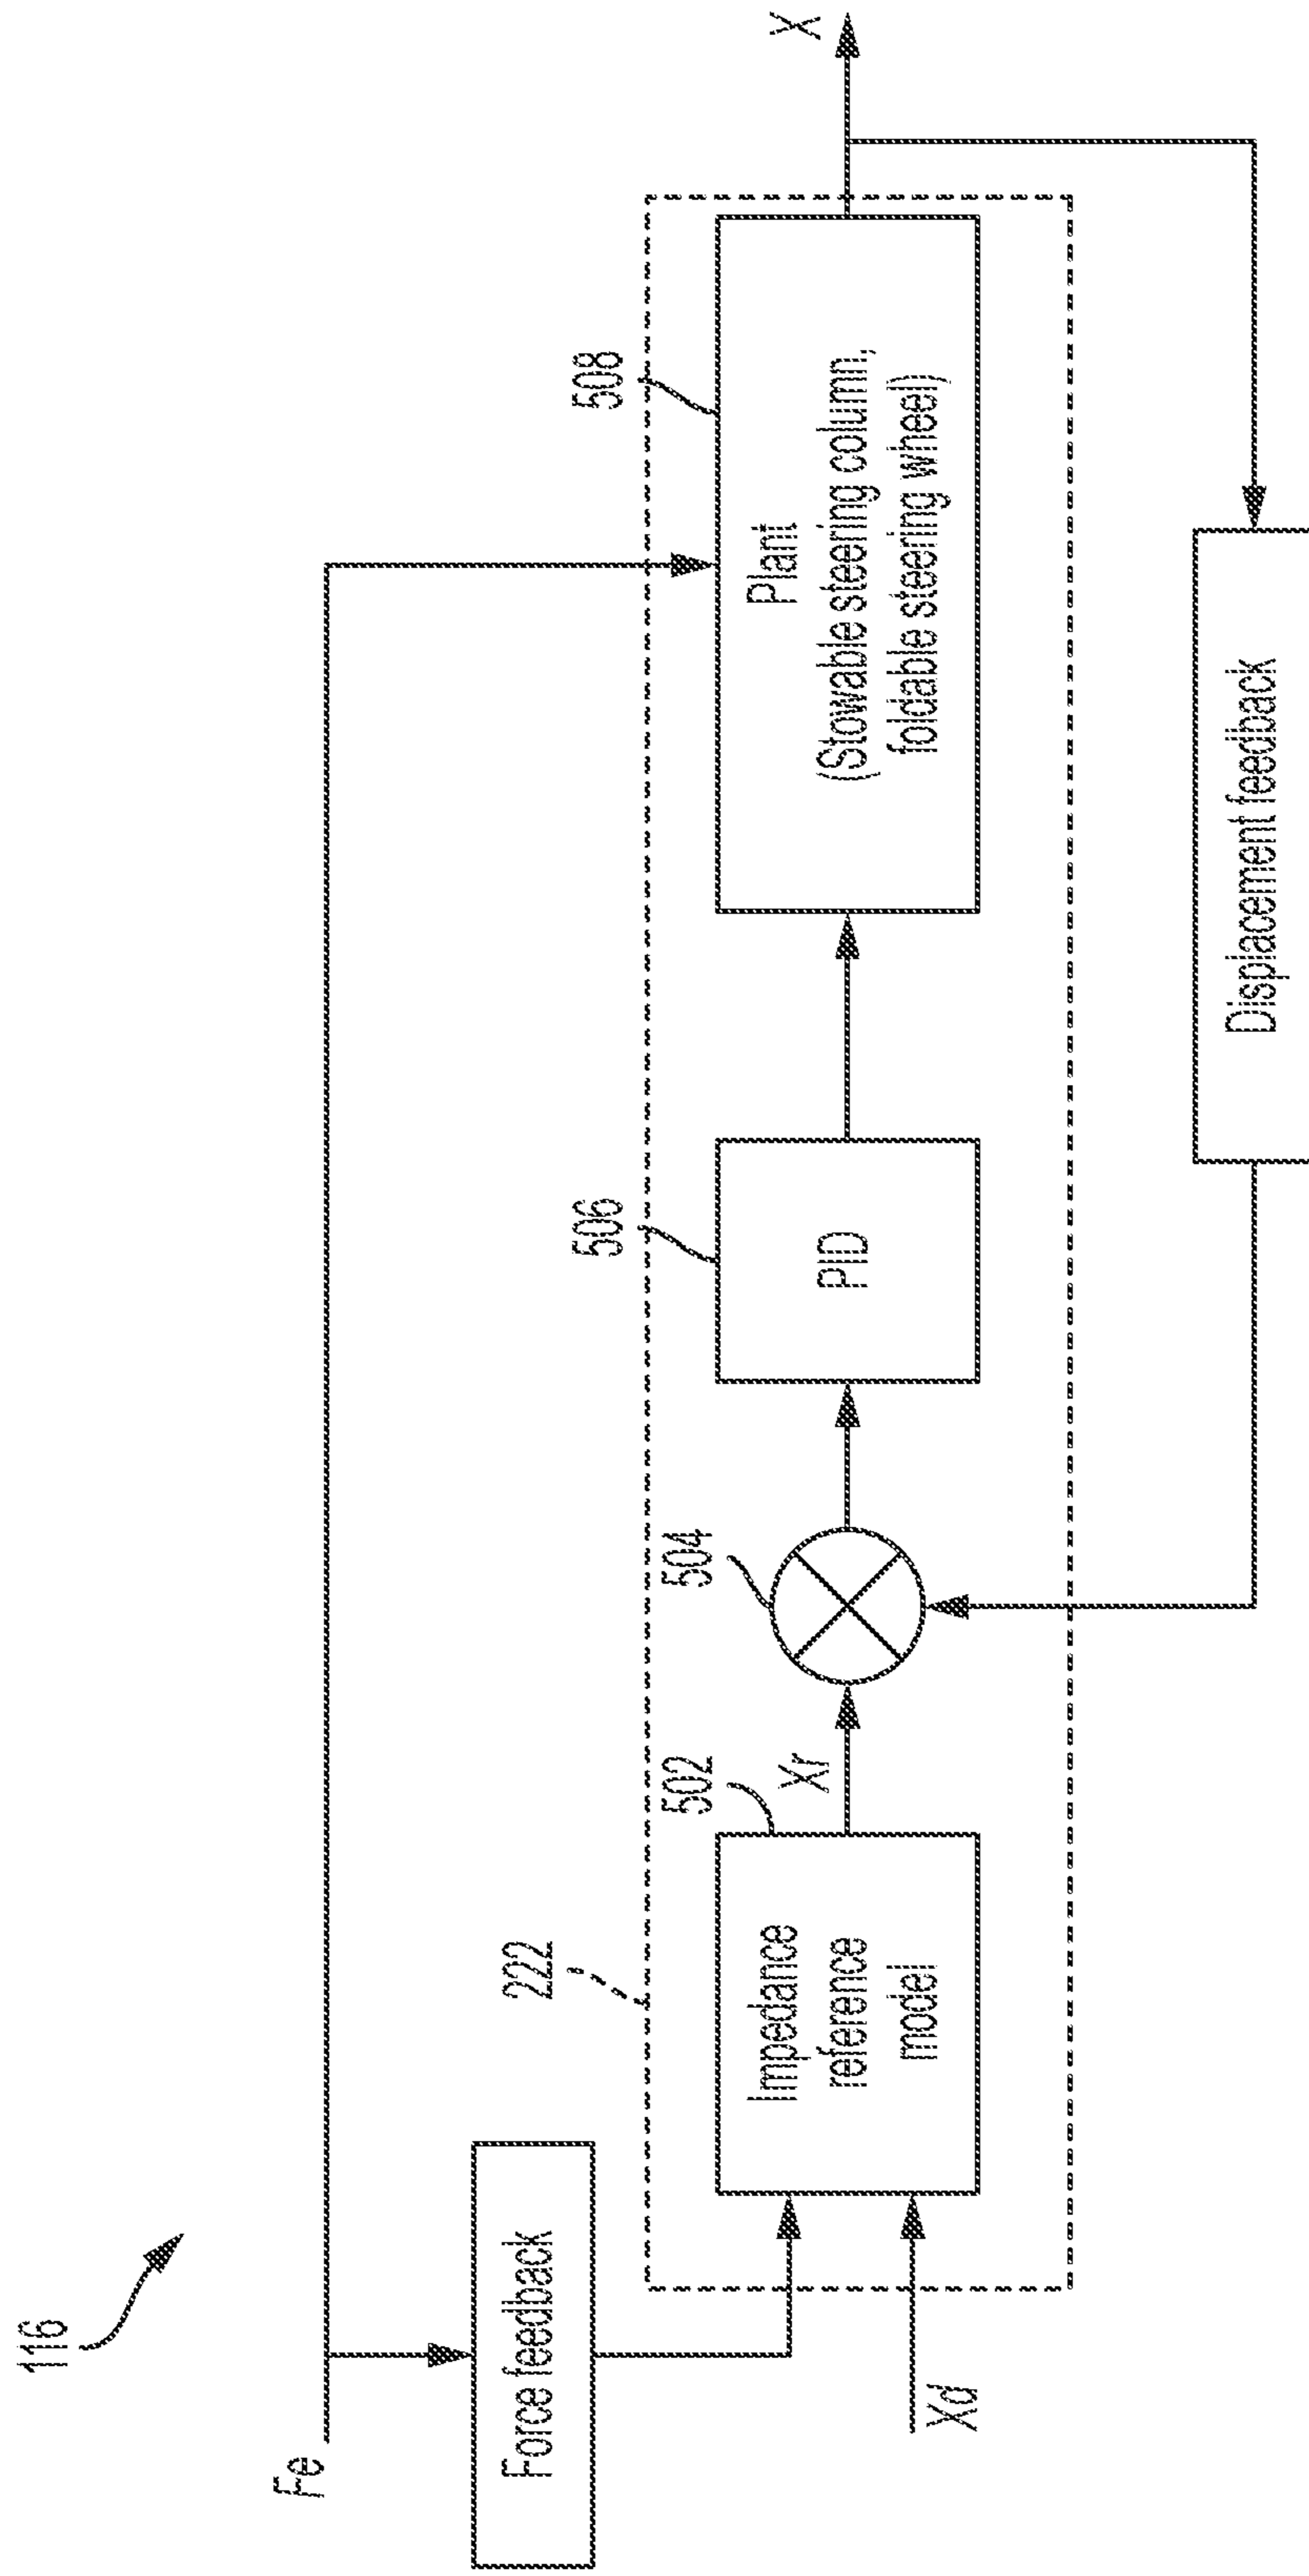 116
Fe
Force feedback
Xd
222
Impedance
reference
model
502
Xr
504
506
PID
508
Plant
(Stowable steering column,
foldable steering wheel)
X
Displacement feedback